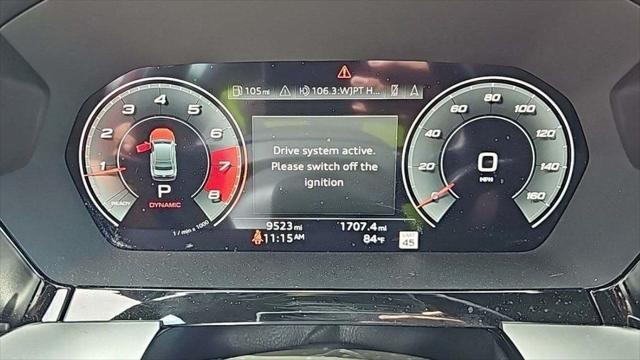 105 mi 106.3:WJPT H...
1 2 3 4 5 6 7 8
READY
P
DYNAMIC
1 / min x 1000
Drive system active.
Please switch off the
ignition
20 40 60 80 100 120 140 160
0
MPH
9523 mi 1707.4 mi
11:15 AM 84°F
LIMIT
45